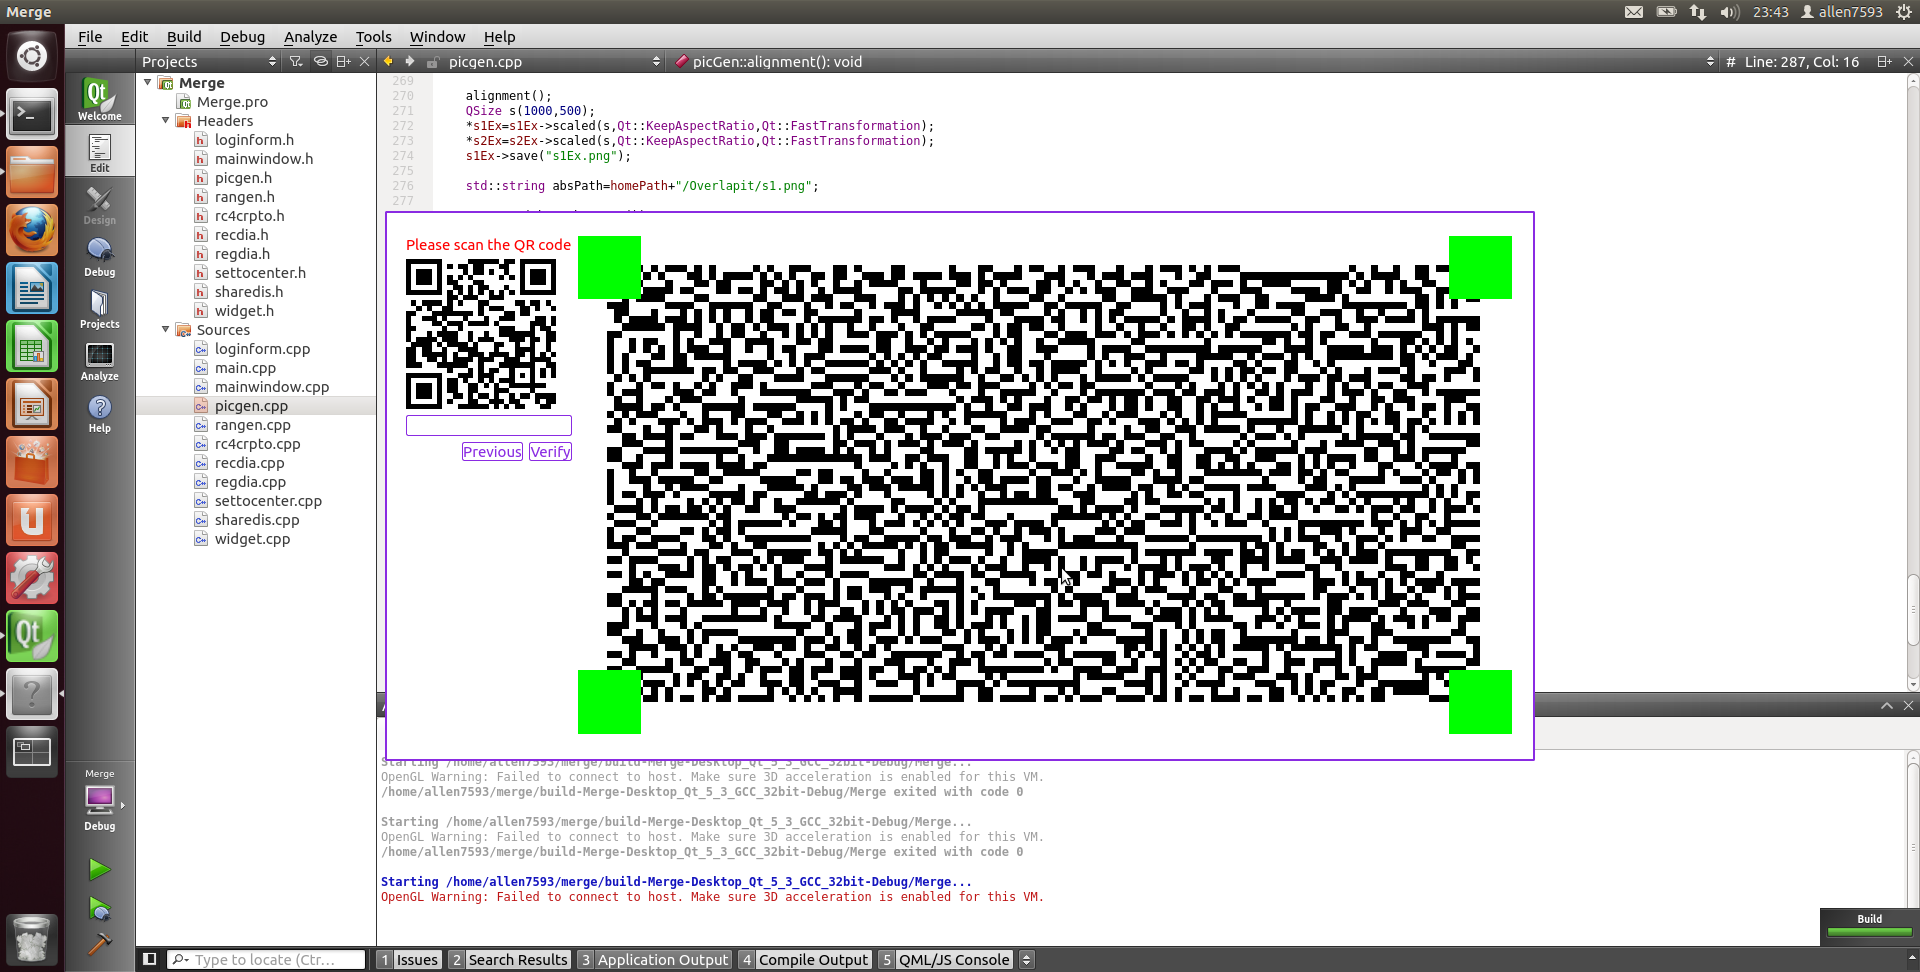 Merge
23:43 allen7593
File Edit Build Debug Analyze Tools Window Help
Projects
picgen.cpp
picGen::alignment(): void
# Line: 287, Col: 16
Welcome
Edit
Design
Debug
Projects
Analyze
Help
Merge
Debug
Merge
Merge.pro
Headers
loginform.h
mainwindow.h
picgen.h
rangen.h
rc4crpto.h
recdia.h
regdia.h
settocenter.h
sharedis.h
widget.h
Sources
loginform.cpp
main.cpp
mainwindow.cpp
picgen.cpp
rangen.cpp
rc4crpto.cpp
recdia.cpp
regdia.cpp
settocenter.cpp
sharedis.cpp
widget.cpp
269
270 alignment();
271 QSize s(1000,500);
272 *s1Ex=s1Ex->scaled(s,Qt::KeepAspectRatio,Qt::FastTransformation);
273 *s2Ex=s2Ex->scaled(s,Qt::KeepAspectRatio,Qt::FastTransformation);
274 s1Ex->save("s1Ex.png");
275
276 std::string absPath=homePath+"/Overlapit/s1.png";
277
Please scan the QR code
Previous Verify
Starting /home/allen7593/merge/build-Merge-Desktop_Qt_5_3_GCC_32bit-Debug/Merge...
OpenGL Warning: Failed to connect to host. Make sure 3D acceleration is enabled for this VM.
/home/allen7593/merge/build-Merge-Desktop_Qt_5_3_GCC_32bit-Debug/Merge exited with code 0
Starting /home/allen7593/merge/build-Merge-Desktop_Qt_5_3_GCC_32bit-Debug/Merge...
OpenGL Warning: Failed to connect to host. Make sure 3D acceleration is enabled for this VM.
/home/allen7593/merge/build-Merge-Desktop_Qt_5_3_GCC_32bit-Debug/Merge exited with code 0
Starting /home/allen7593/merge/build-Merge-Desktop_Qt_5_3_GCC_32bit-Debug/Merge...
OpenGL Warning: Failed to connect to host. Make sure 3D acceleration is enabled for this VM.
Build
Type to locate (Ctr...
1 Issues 2 Search Results 3 Application Output 4 Compile Output 5 QML/JS Console